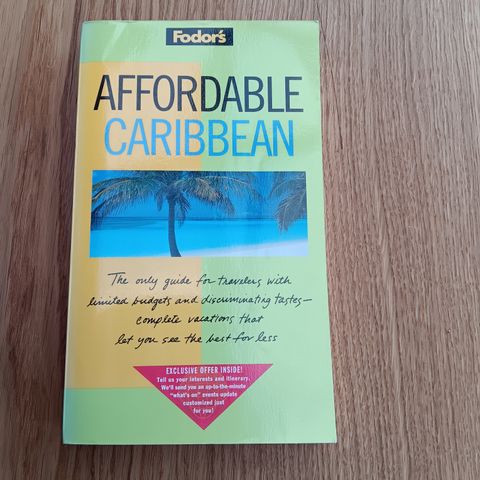 Fodor's
AFFORDABLE
CARIBBEAN
The only guide for travelers with
limited budgets and discriminating tastes—
complete vacations that
let you see the best for less
EXCLUSIVE OFFER INSIDE!
Tell us your interests and itinerary.
We'll send you an up-to-the-minute
"what's on" events update
customized just
for you!